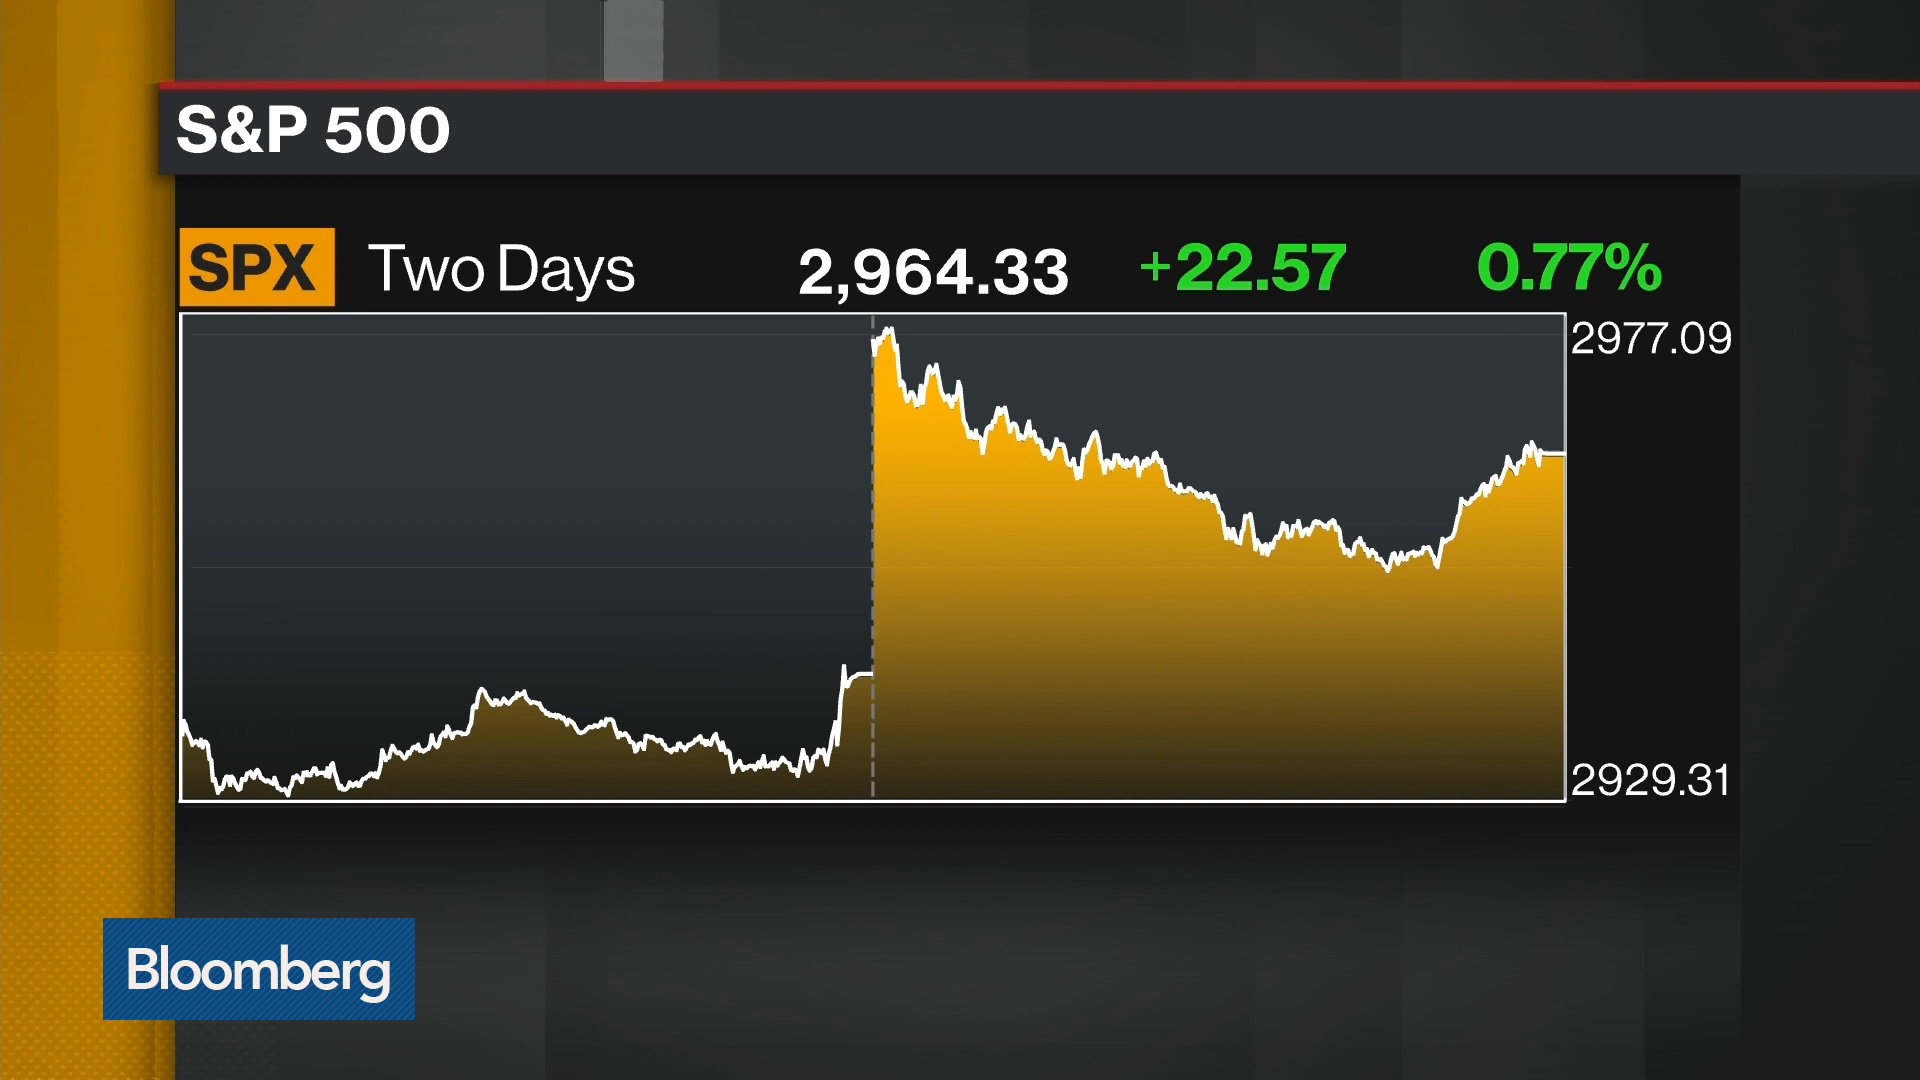 S&P 500
SPX Two Days 2,964.33 +22.57 0.77%
2977.09
2929.31
Bloomberg